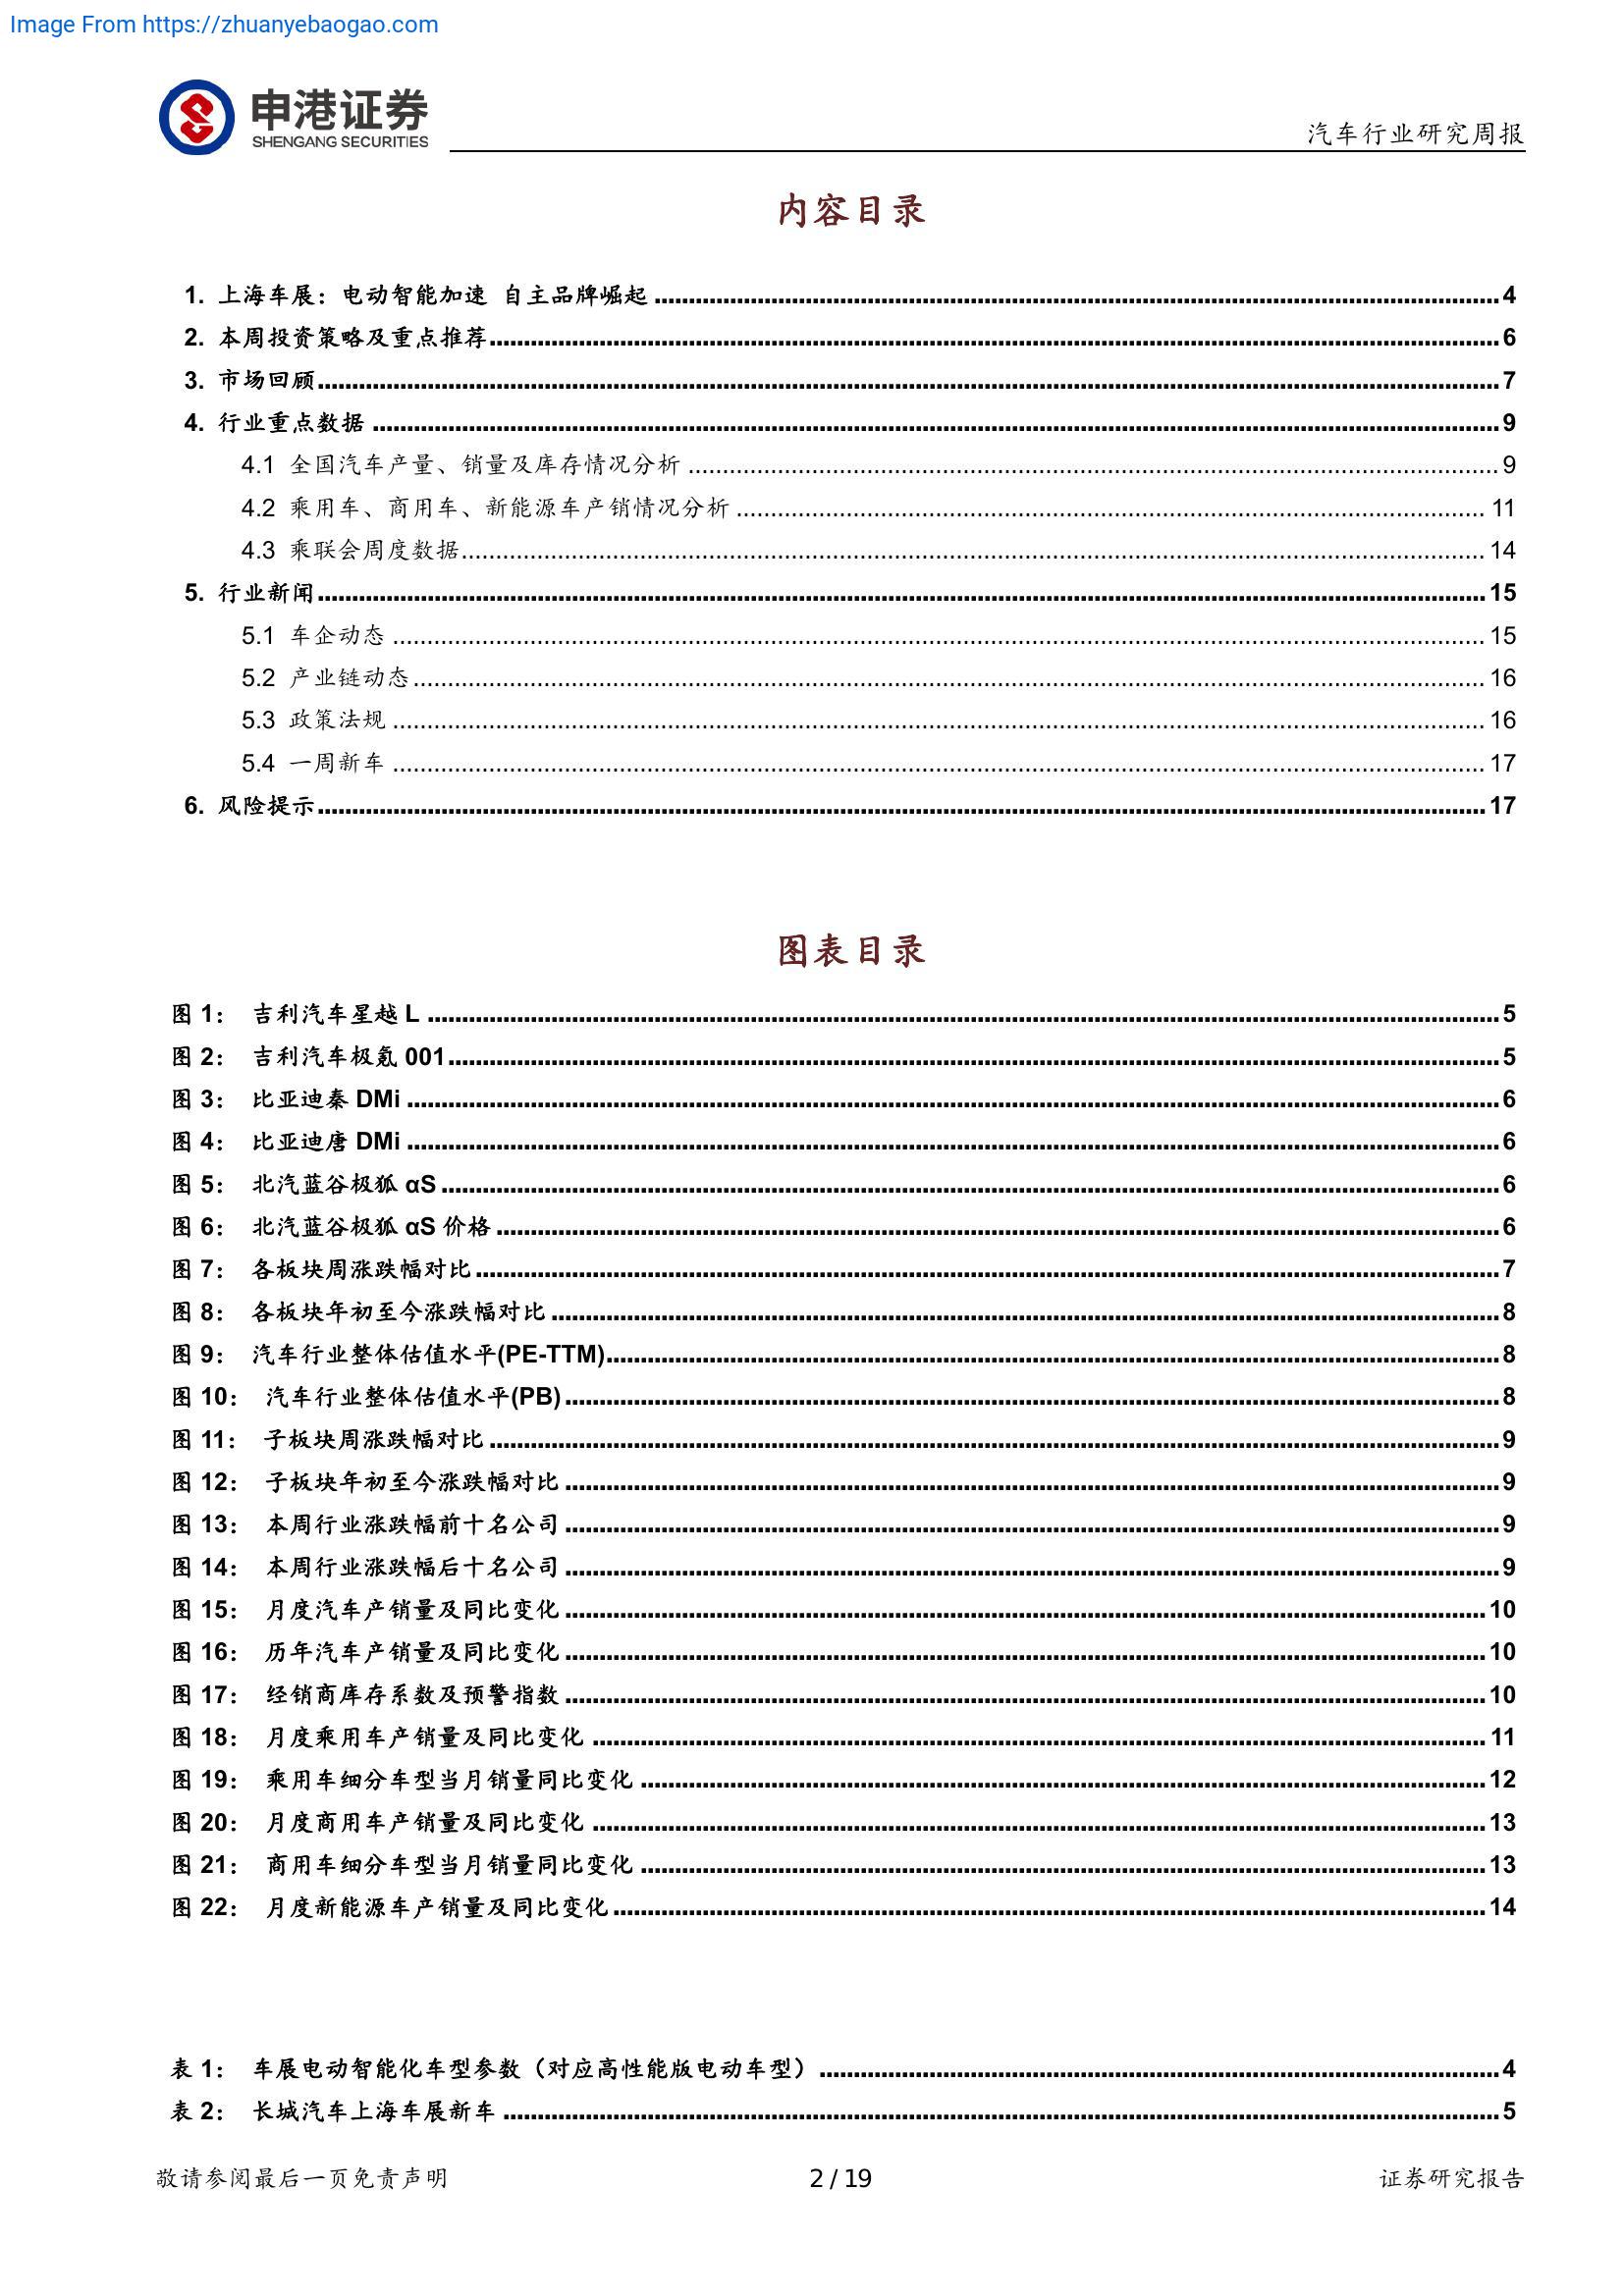 Image From https://zhuanyebaogao.com
申港证券
SHENGANG SECURITIES
汽车行业研究周报
内容目录
1. 上海车展：电动智能加速 自主品牌崛起 4
2. 本周投资策略及重点推荐 6
3. 市场回顾 7
4. 行业重点数据 9
4.1 全国汽车产量、销量及库存情况分析 9
4.2 乘用车、商用车、新能源车产销情况分析 11
4.3 乘联会周度数据 14
5. 行业新闻 15
5.1 车企动态 15
5.2 产业链动态 16
5.3 政策法规 16
5.4 一周新车 17
6. 风险提示 17
图表目录
图 1： 吉利汽车星越 L 5
图 2： 吉利汽车极氪 001 5
图 3： 比亚迪秦 DMi 6
图 4： 比亚迪唐 DMi 6
图 5： 北汽蓝谷极狐 αS 6
图 6： 北汽蓝谷极狐 αS 价格 6
图 7： 各板块周涨跌幅对比 7
图 8： 各板块年初至今涨跌幅对比 8
图 9： 汽车行业整体估值水平(PE-TTM) 8
图 10： 汽车行业整体估值水平(PB) 8
图 11： 子板块周涨跌幅对比 9
图 12： 子板块年初至今涨跌幅对比 9
图 13： 本周行业涨跌幅前十名公司 9
图 14： 本周行业涨跌幅后十名公司 9
图 15： 月度汽车产销量及同比变化 10
图 16： 历年汽车产销量及同比变化 10
图 17： 经销商库存系数及预警指数 10
图 18： 月度乘用车产销量及同比变化 11
图 19： 乘用车细分车型当月销量同比变化 12
图 20： 月度商用车产销量及同比变化 13
图 21： 商用车细分车型当月销量同比变化 13
图 22： 月度新能源车产销量及同比变化 14
表 1： 车展电动智能化车型参数（对应高性能版电动车型） 4
表 2： 长城汽车上海车展新车 5
敬请参阅最后一页免责声明
2 / 19
证券研究报告